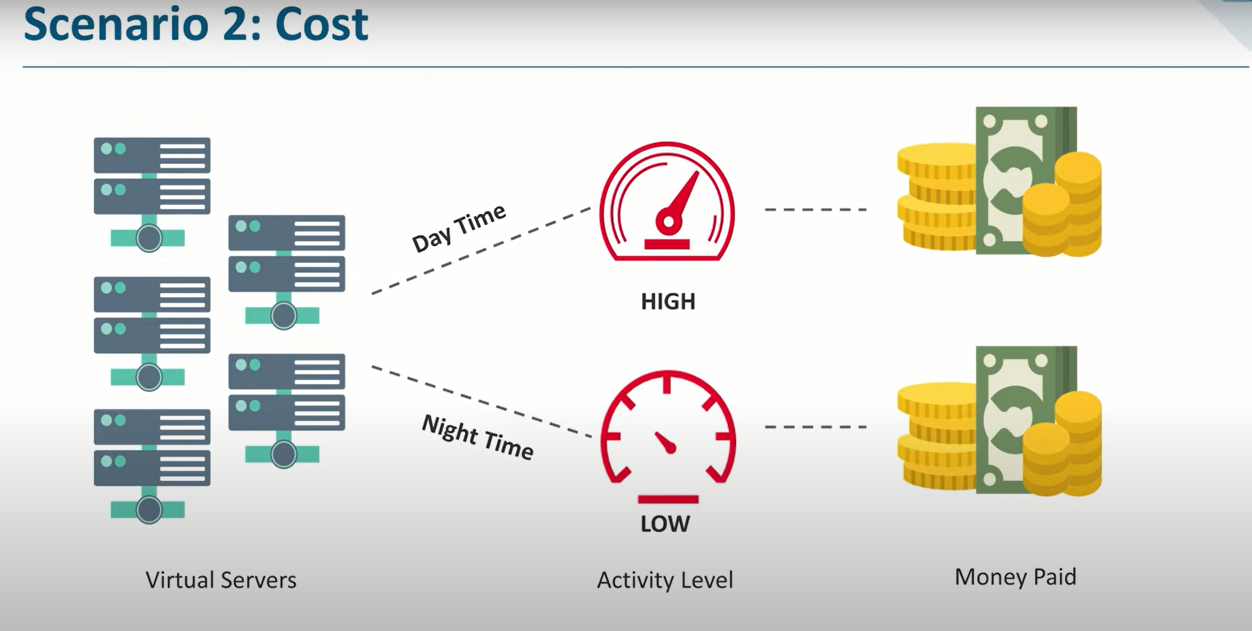 Scenario 2: Cost
Day Time
HIGH
Night Time
LOW
Virtual Servers
Activity Level
Money Paid